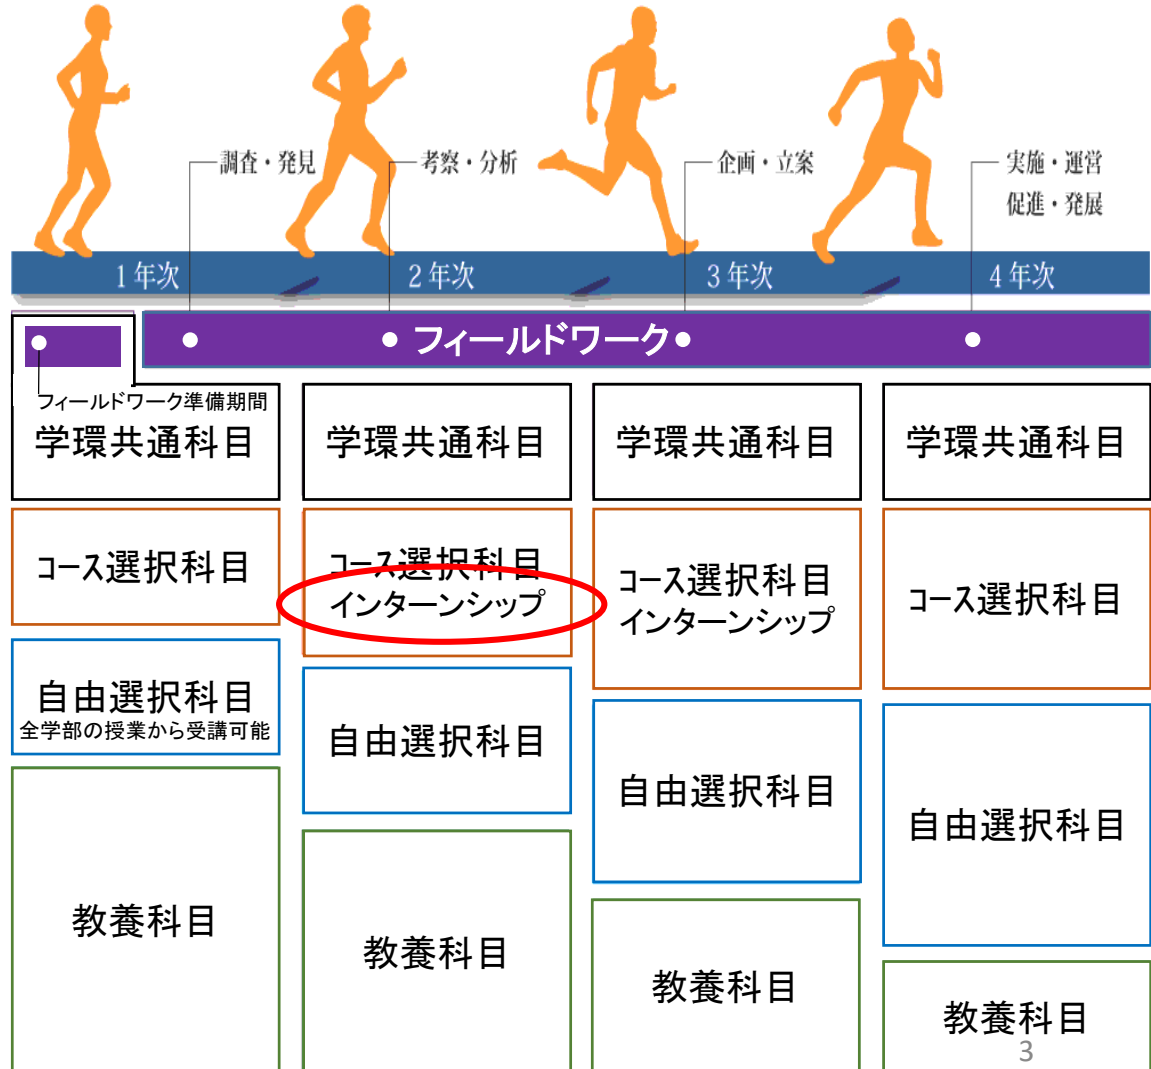 調査・発見
考察・分析
企画・立案
実施・運営
促進・発展
1年次
2年次
3年次
4年次
フィールドワーク
フィールドワーク準備期間
学環共通科目
学環共通科目
学環共通科目
学環共通科目
コース選択科目
コース選択科目
インターンシップ
コース選択科目
インターンシップ
コース選択科目
自由選択科目
全学部の授業から受講可能
自由選択科目
自由選択科目
自由選択科目
教養科目
教養科目
教養科目
教養科目
3